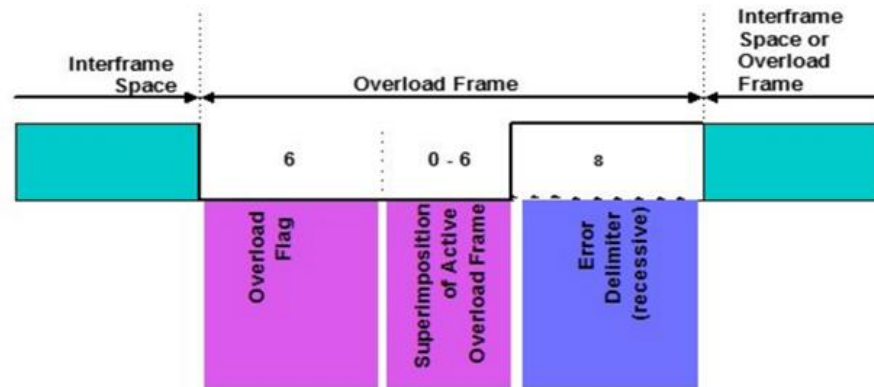 Interframe
Space
Overload Frame
Interframe
Space or
Overload
Frame
6
0 - 6
8
Overload
Flag
Superimposition
of Active
Overload Frame
Error
Delimiter
(recessive)